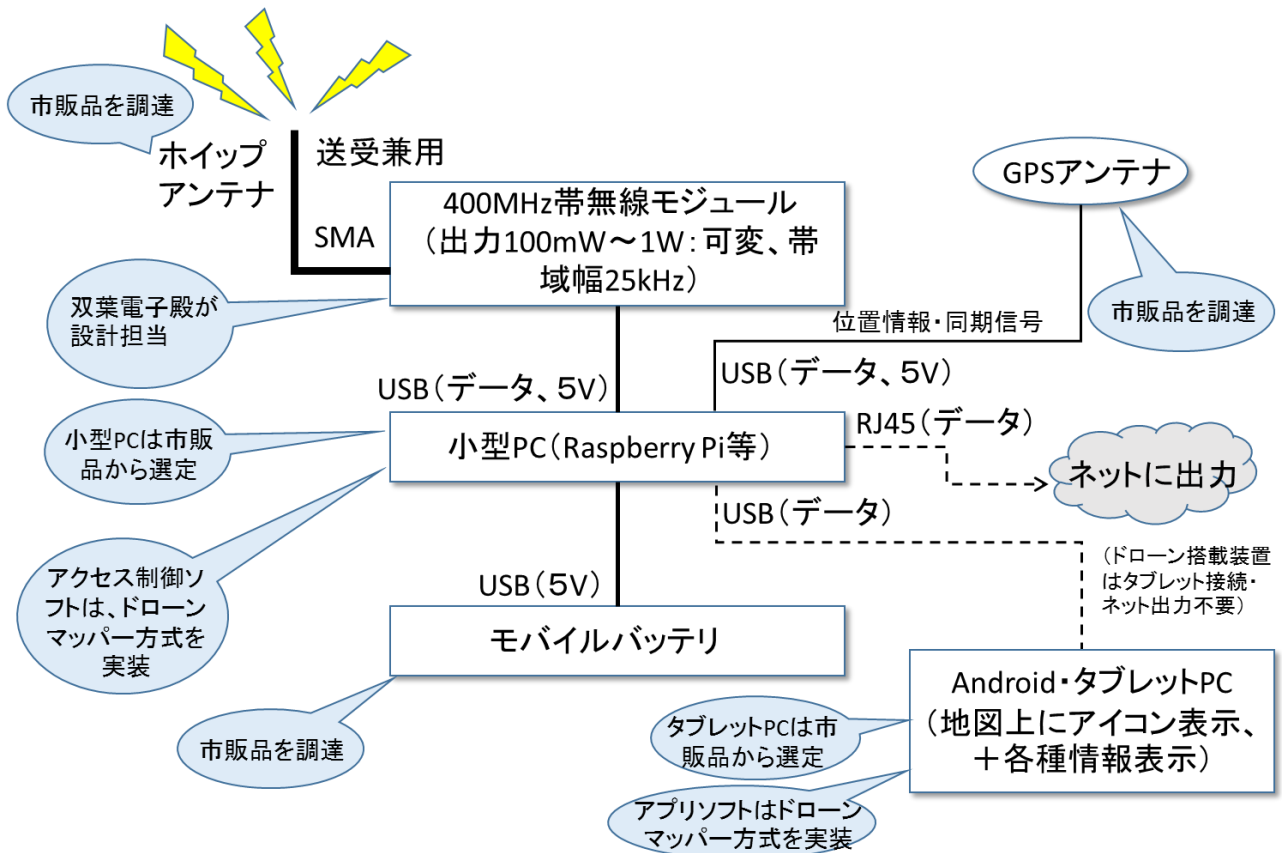 市販品を調達
ホイップ
アンテナ
送受兼用
SMA
400MHz帯無線モジュール
（出力100mW～1W：可変、帯
域幅25kHz）
GPSアンテナ
市販品を調達
双葉電子殿が
設計担当
位置情報・同期信号
USB（データ、５V）
USB（データ、５V）
RJ45（データ）
小型PCは市販
品から選定
小型PC（Raspberry Pi等）
ネットに出力
USB（データ）
アクセス制御ソ
フトは、ドローン
マッパー方式を
実装
USB（５V）
（ドローン搭載装置
はタブレット接続・
ネット出力不要）
モバイルバッテリ
市販品を調達
Android・タブレットPC
（地図上にアイコン表示、
＋各種情報表示）
タブレットPCは市
販品から選定
アプリソフトはドローン
マッパー方式を実装